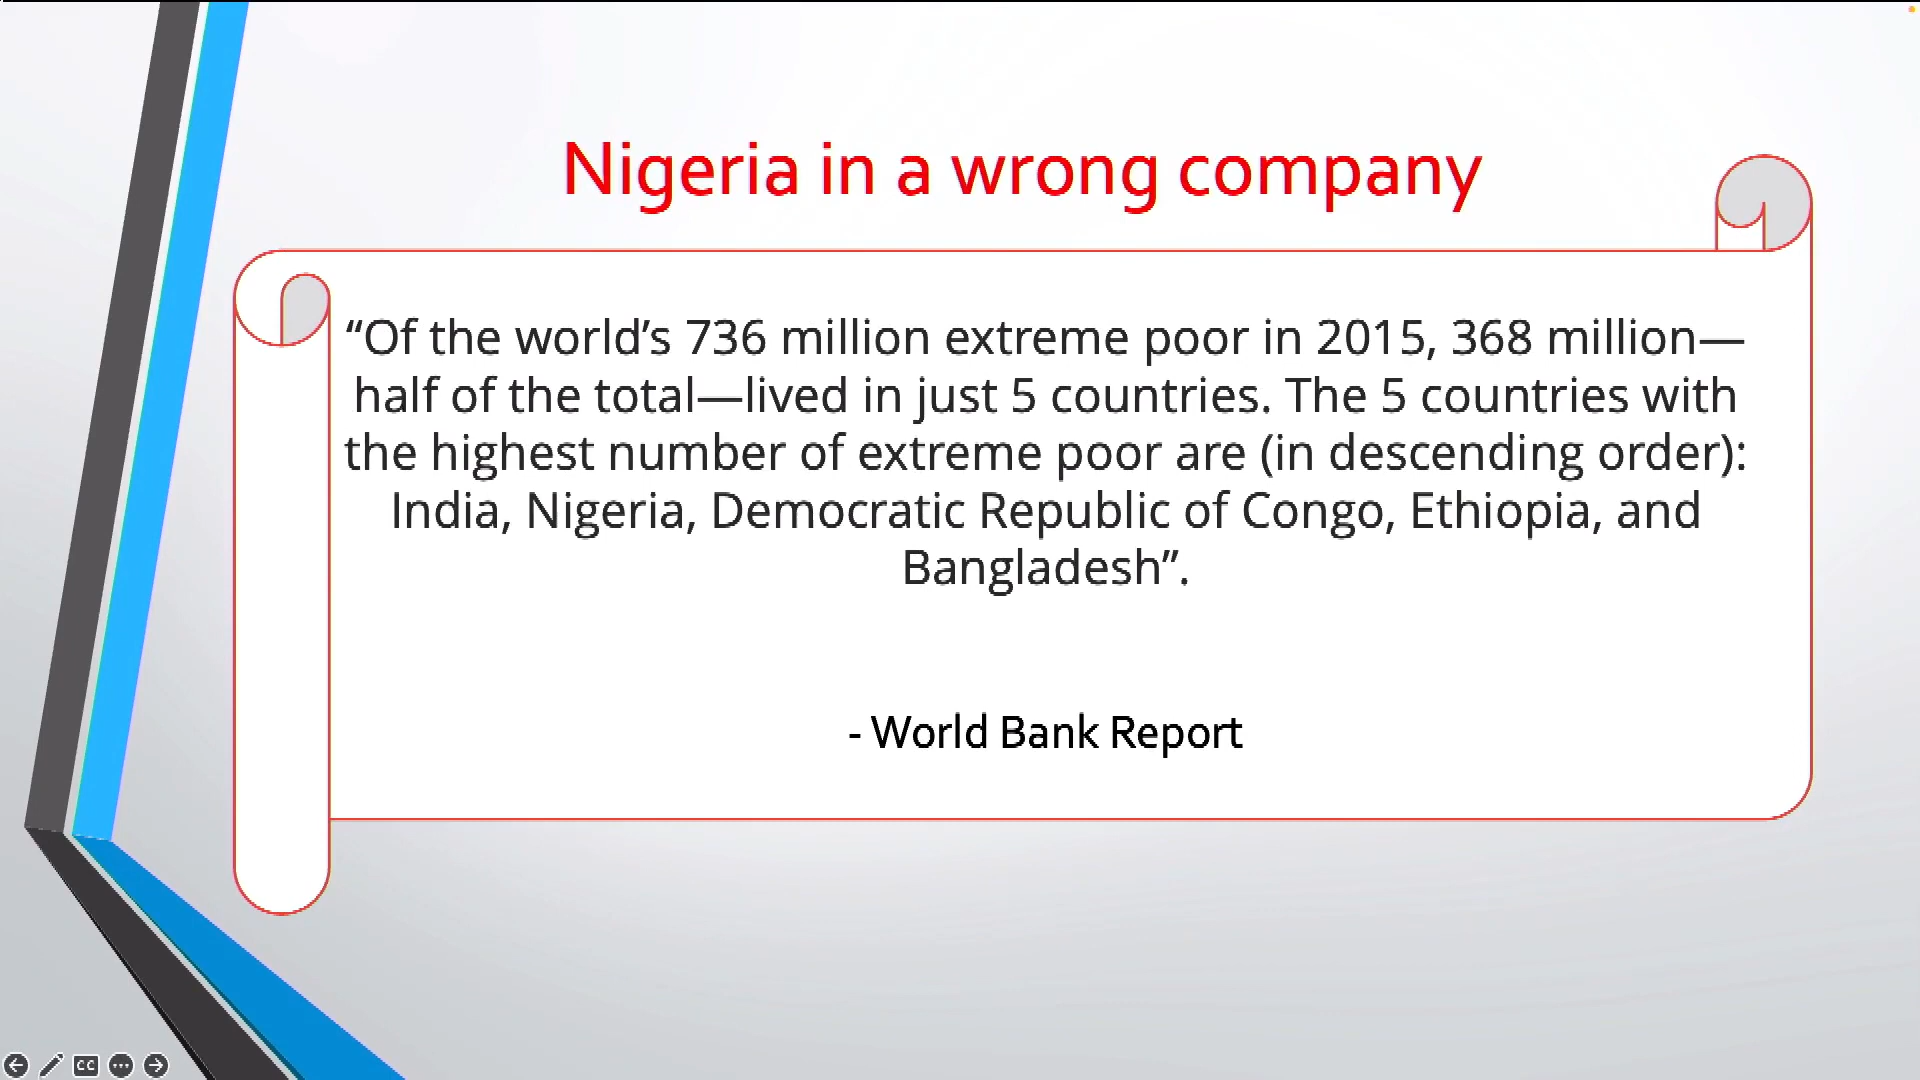 Nigeria in a wrong company
“Of the world’s 736 million extreme poor in 2015, 368 million—
half of the total—lived in just 5 countries. The 5 countries with
the highest number of extreme poor are (in descending order):
India, Nigeria, Democratic Republic of Congo, Ethiopia, and
Bangladesh”.
- World Bank Report
CC